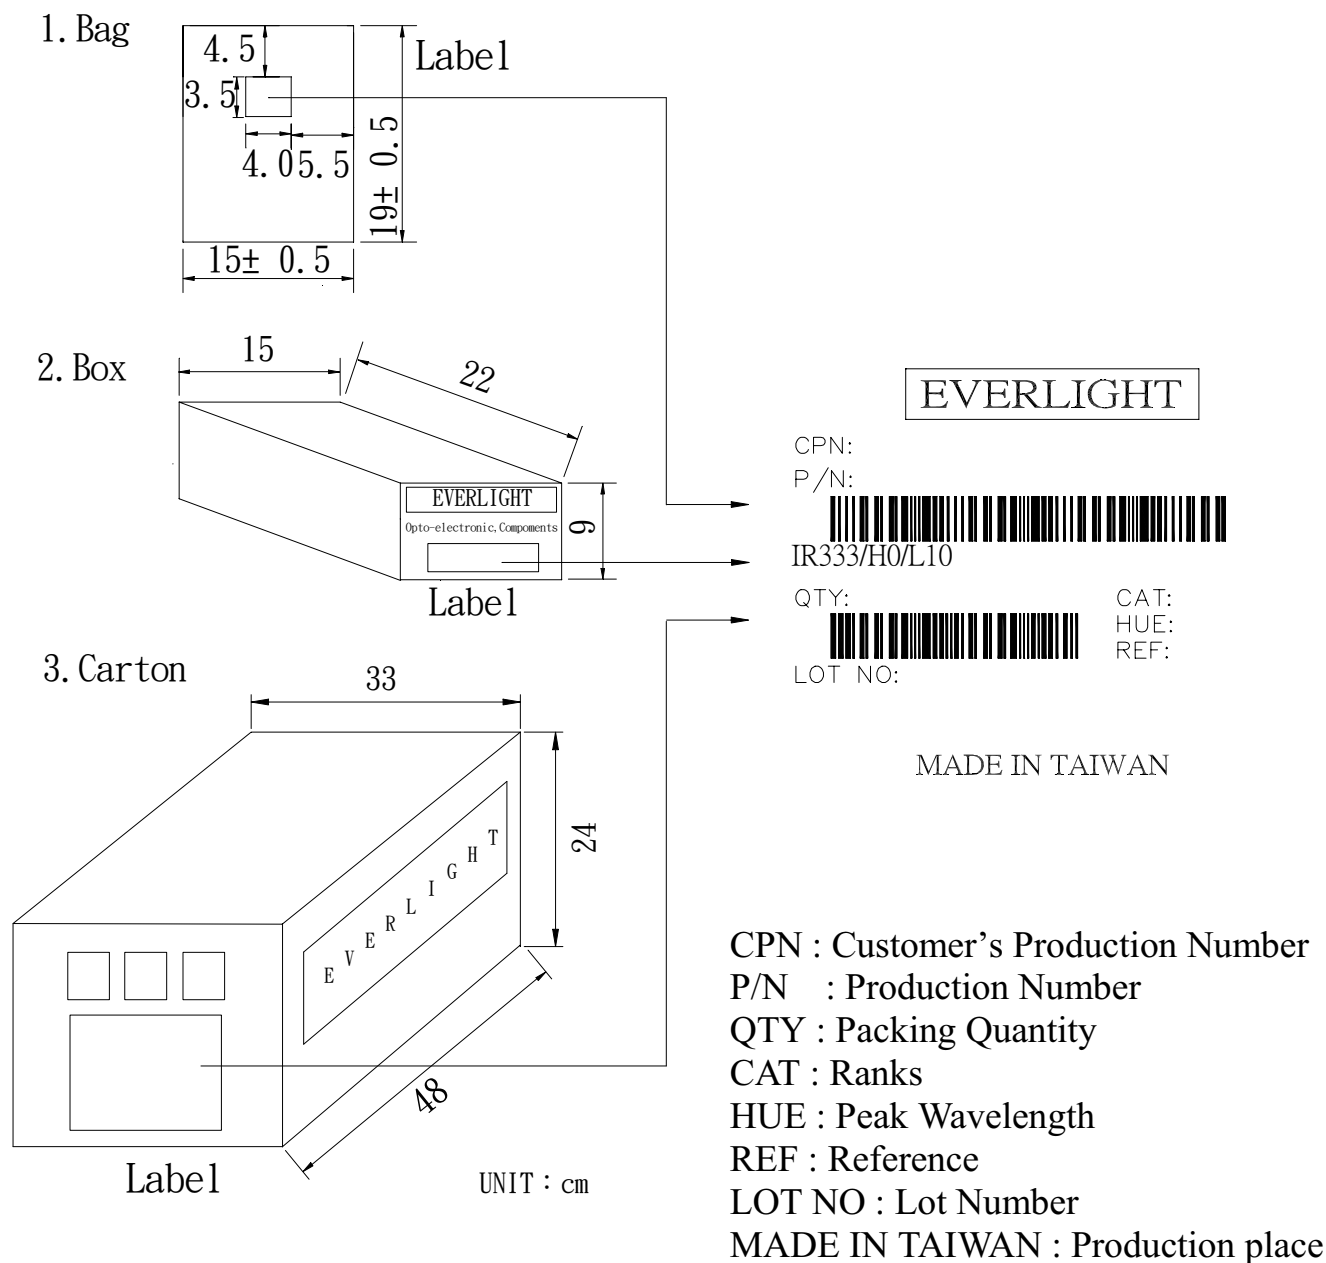 1. Bag
4. 5
Label
3. 5
4. 0 5. 5
19± 0. 5
15± 0. 5
2. Box
15
22
EVERLIGHT
Opto-electronic, Compoments
9
Label
3. Carton
33
24
E V E R L I G H T
48
Label
UNIT：cm
EVERLIGHT
CPN:
P/N:
IR333/H0/L10
QTY:
CAT:
HUE:
REF:
LOT NO:
MADE IN TAIWAN
CPN : Customer’s Production Number
P/N : Production Number
QTY : Packing Quantity
CAT : Ranks
HUE : Peak Wavelength
REF : Reference
LOT NO : Lot Number
MADE IN TAIWAN : Production place